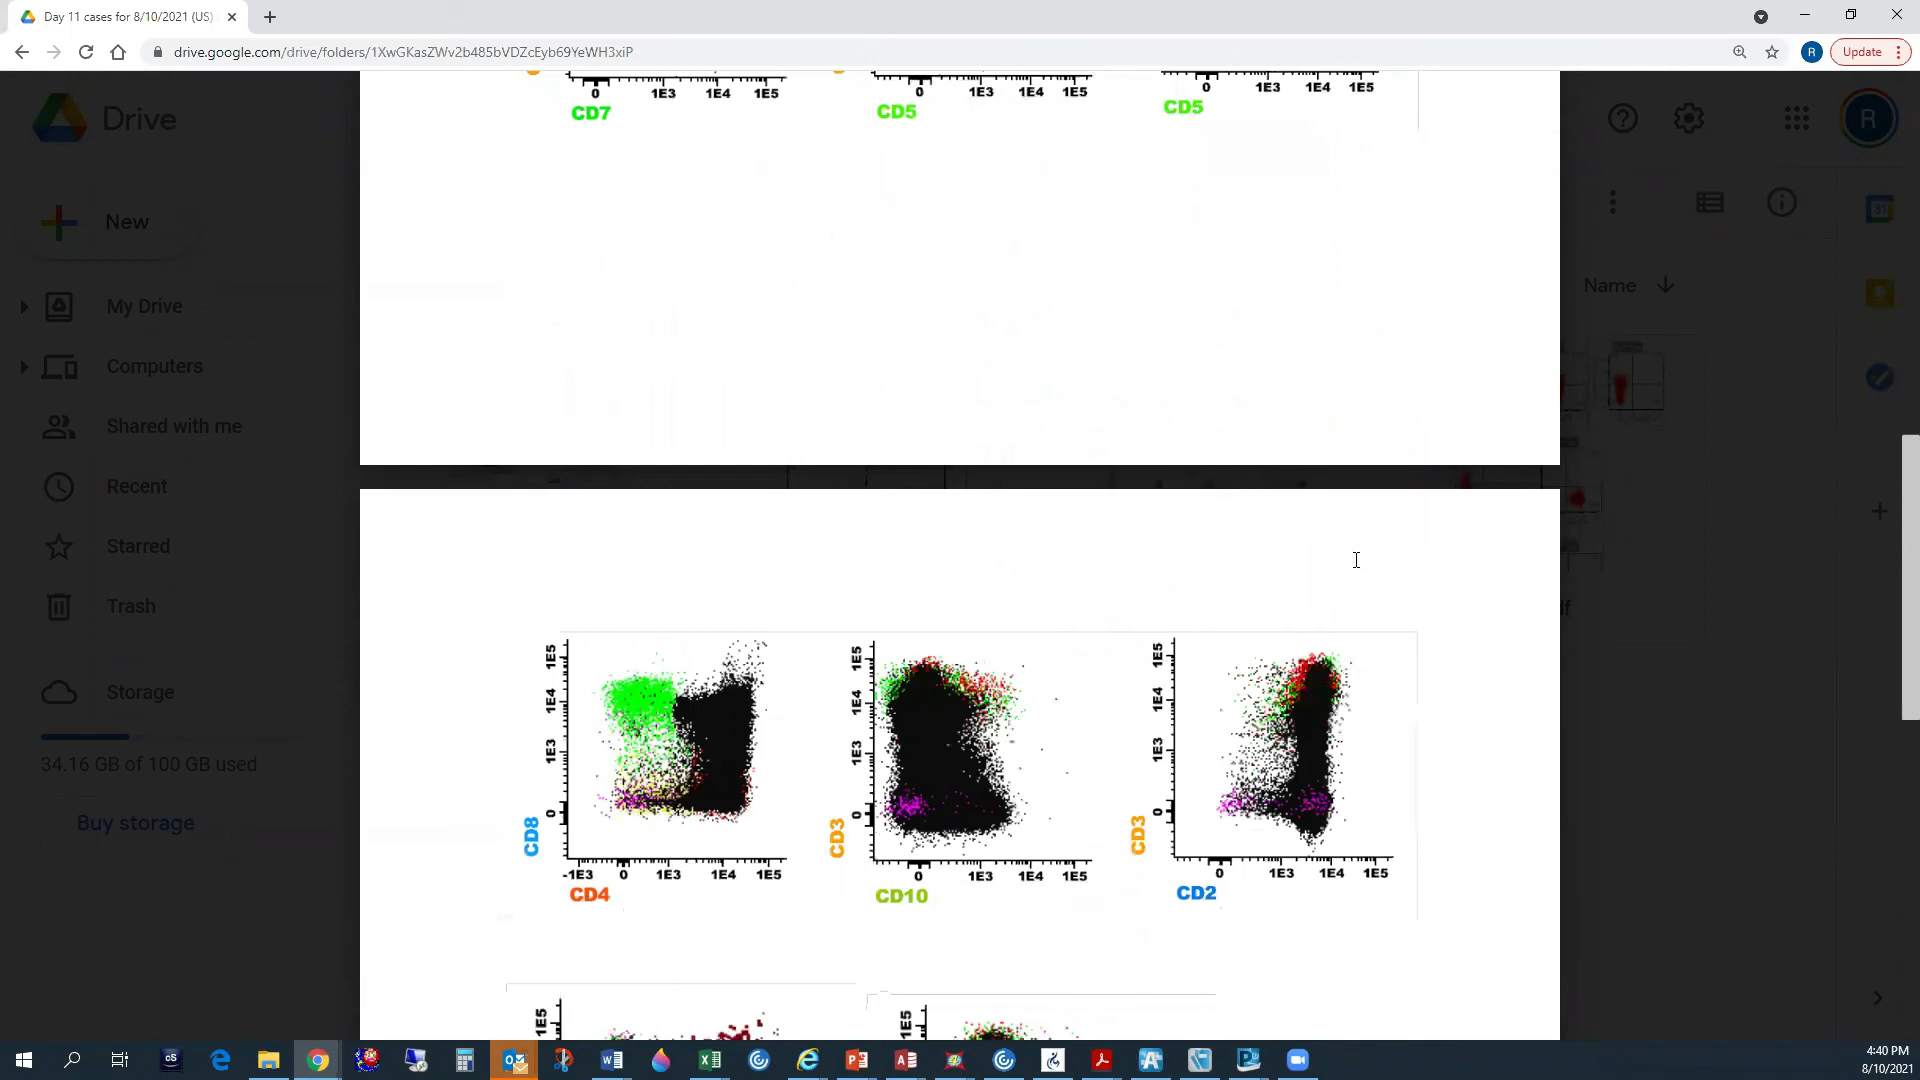 Day 11 cases for 8/10/2021 (US)
drive.google.com/drive/folders/1XwGKasZWv2b485bVDZcEyb69YeWH3xiP
R
Update
Drive
R
New
My Drive
Computers
Shared with me
Recent
Starred
Trash
Storage
34.16 GB of 100 GB used
Buy storage
Name
31
0 1E3 1E4 1E5
CD7
0 1E3 1E4 1E5
CD5
0 1E3 1E4 1E5
CD5
1E5
1E4
1E3
0
CD8
-1E3 0 1E3 1E4 1E5
CD4
1E5
1E4
1E3
0
CD3
0 1E3 1E4 1E5
CD10
1E5
1E4
1E3
0
CD3
0 1E3 1E4 1E5
CD2
1E5
1E5
df
4:40 PM
8/10/2021